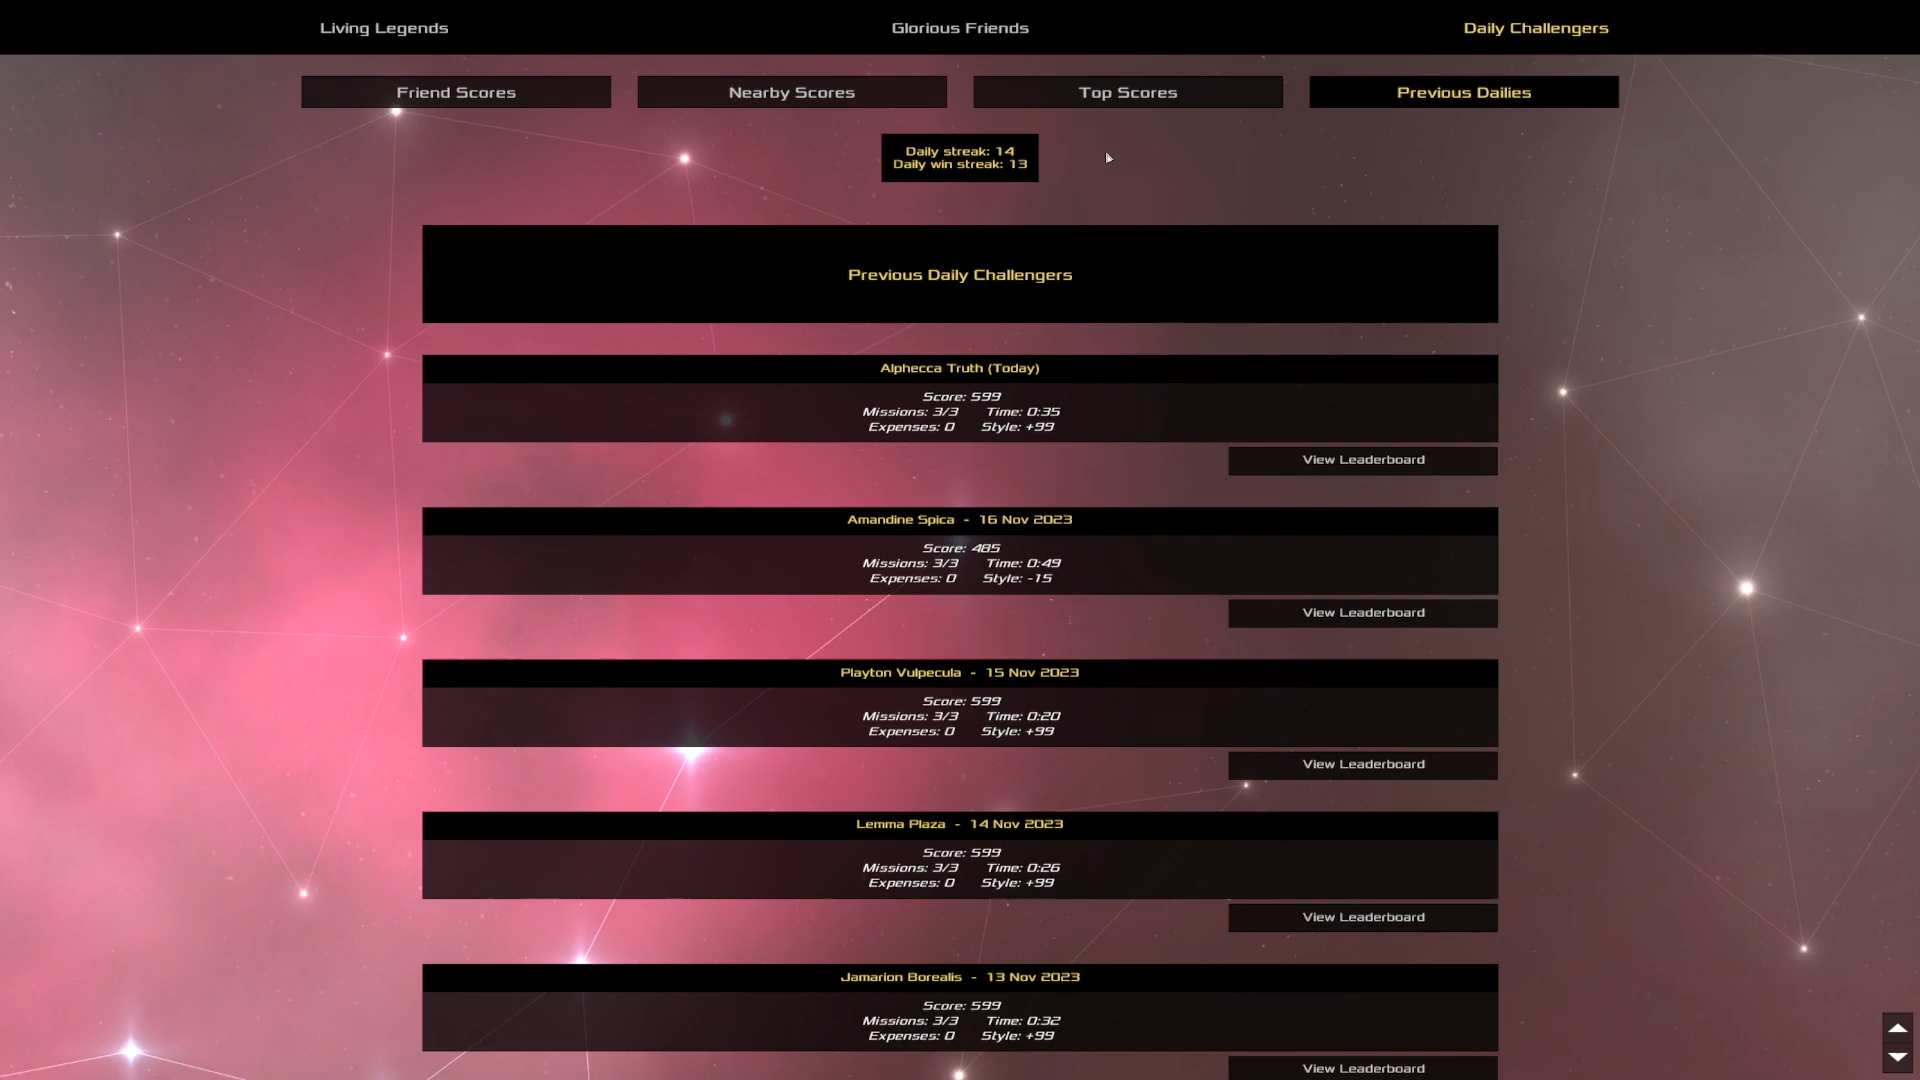 Living Legends
Glorious Friends
Daily Challengers
Friend Scores
Nearby Scores
Top Scores
Previous Dailies
Daily streak: 14
Daily win streak: 13
Previous Daily Challengers
Alphecca Truth (Today)
Score: 599
Missions: 3/3 Time: 0:35
Expenses: 0 Style: +99
View Leaderboard
Amandine Spica - 16 Nov 2023
Score: 485
Missions: 3/3 Time: 0:49
Expenses: 0 Style: -15
View Leaderboard
Playton Vulpecula - 15 Nov 2023
Score: 599
Missions: 3/3 Time: 0:20
Expenses: 0 Style: +99
View Leaderboard
Lemma Plaza - 14 Nov 2023
Score: 599
Missions: 3/3 Time: 0:26
Expenses: 0 Style: +99
View Leaderboard
Jamarion Borealis - 13 Nov 2023
Score: 599
Missions: 3/3 Time: 0:32
Expenses: 0 Style: +99
View Leaderboard